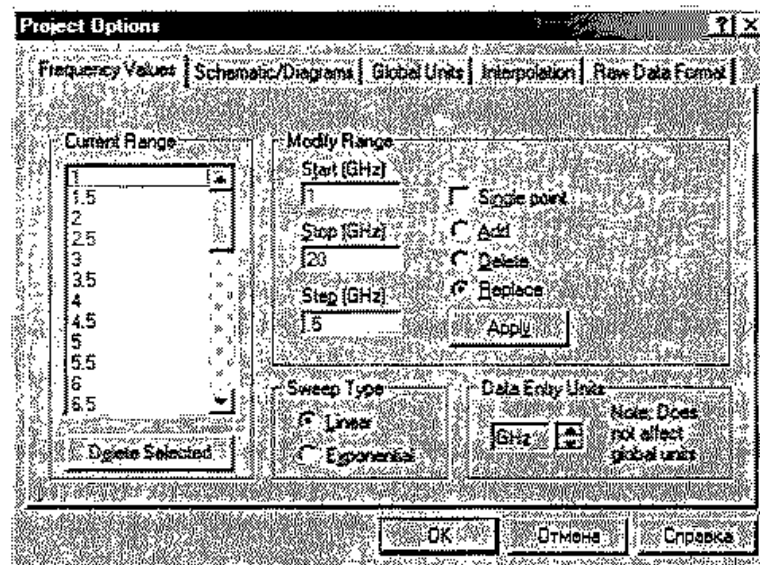 Project Options
Frequency Values
Schematic/Diagrams
Global Units
Interpolation
Raw Data Format
Current Range
1
1.5
2
2.5
3
3.5
4
4.5
5
5.5
6
6.5
Delete Selected
Modify Range
Start (GHz)
1
Stop (GHz)
20
Step (GHz)
.5
Single point
Add
Delete
Replace
Apply
Sweep Type
Linear
Exponential
Data Entry Units
GHz
Note: Does
not affect
global units
OK
Отмена
Справка